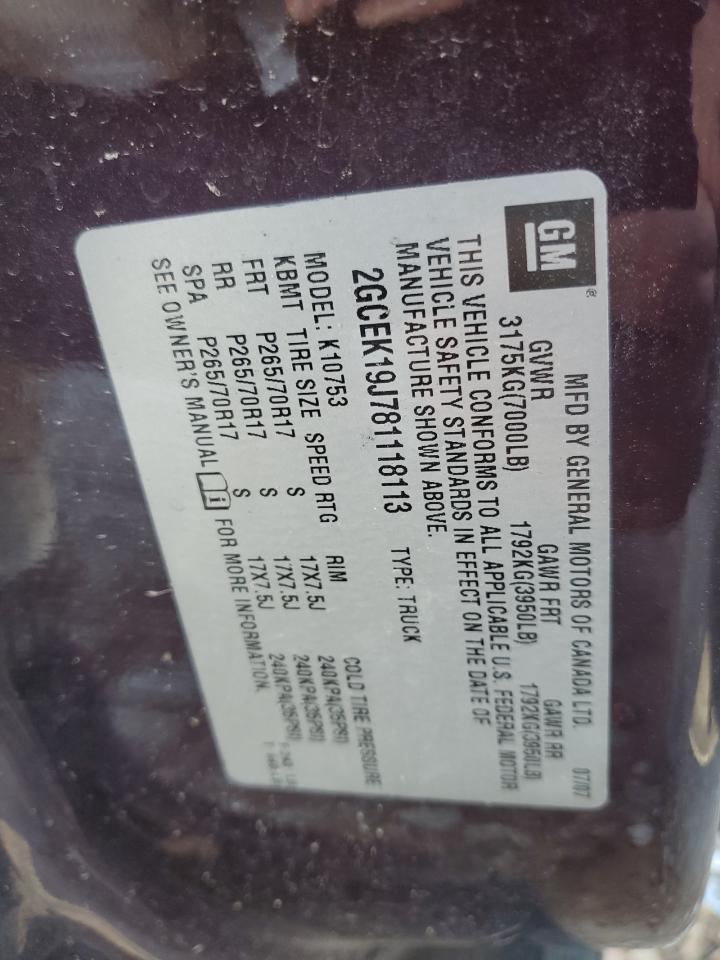 GM®
MFD BY GENERAL MOTORS OF CANADA LTD. 07/07
GVWR GAWR FRT GAWR RR
3175KG(7000LB) 1792KG(3950LB) 1792KG(3950LB)
THIS VEHICLE CONFORMS TO ALL APPLICABLE U.S. FEDERAL MOTOR
VEHICLE SAFETY STANDARDS IN EFFECT ON THE DATE OF
MANUFACTURE SHOWN ABOVE.
2GCEK19J781118113 TYPE: TRUCK
MODEL: K10753
KBMT TIRE SIZE SPEED RTG RIM COLD TIRE PRESSURE
FRT P265/70R17 S 17X7.5J 240KPA(35PSI)
RR P265/70R17 S 17X7.5J 240KPA(35PSI)
SPA P265/70R17 S 17X7.5J 240KPA(35PSI)
SEE OWNER'S MANUAL i FOR MORE INFORMATION.